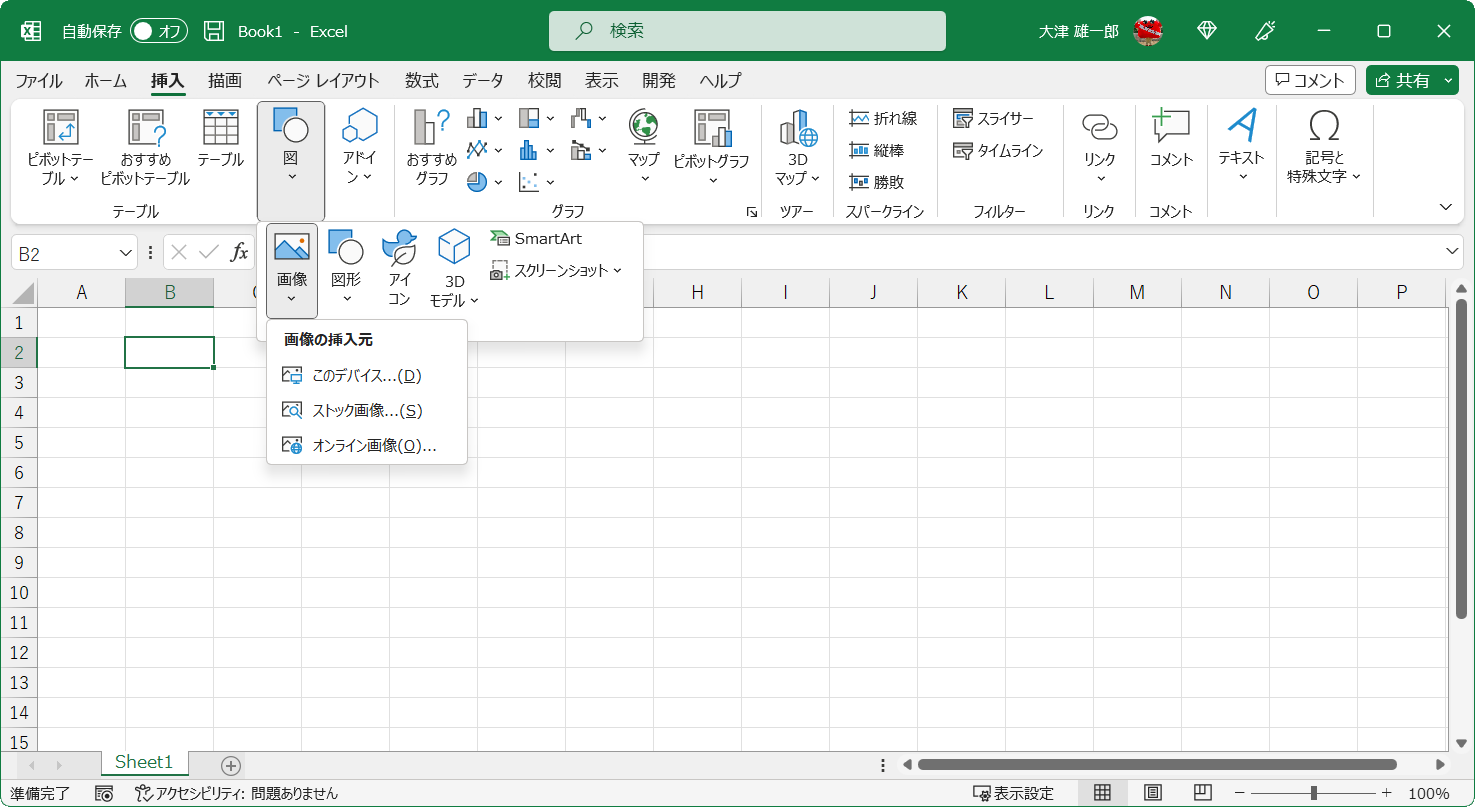 自動保存 オフ Book1 - Excel 検索 大津 雄一郎
ファイル ホーム 挿入 描画 ページ レイアウト 数式 データ 校閲 表示 開発 ヘルプ コメント 共有
ピボットテー
ブル
おすすめ
ピボットテーブル
テーブル
テーブル
図
アドイ
ン
おすすめ
グラフ
マップ
ピボットグラフ
グラフ
3D
マップ
ツアー
折れ線
縦棒
勝敗
スパークライン
スライサー
タイムライン
フィルター
リンク
リンク
コメント
コメント
テキスト
記号と
特殊文字
B2 fx
画像
図形
アイ
コン
3D
モデル
SmartArt
スクリーンショット
画像の挿入元
このデバイス...(D)
ストック画像...(S)
オンライン画像(O)...
A B C H I J K L M N O P
1
2
3
4
5
6
7
8
9
10
11
12
13
14
15
Sheet1
準備完了 アクセシビリティ: 問題ありません 表示設定 100%